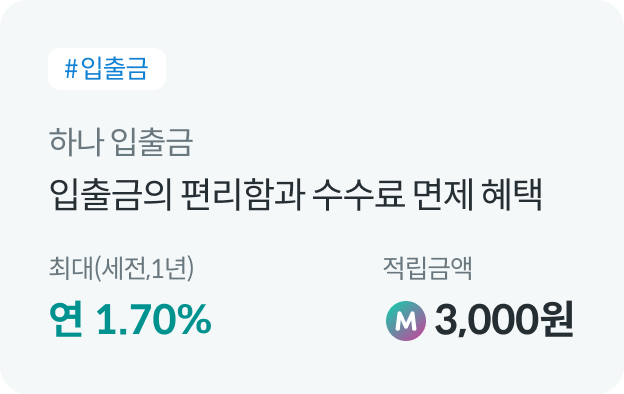 #입출금
하나 입출금
입출금의 편리함과 수수료 면제 혜택
최대(세전,1년) 적립금액
연 1.70% M 3,000원